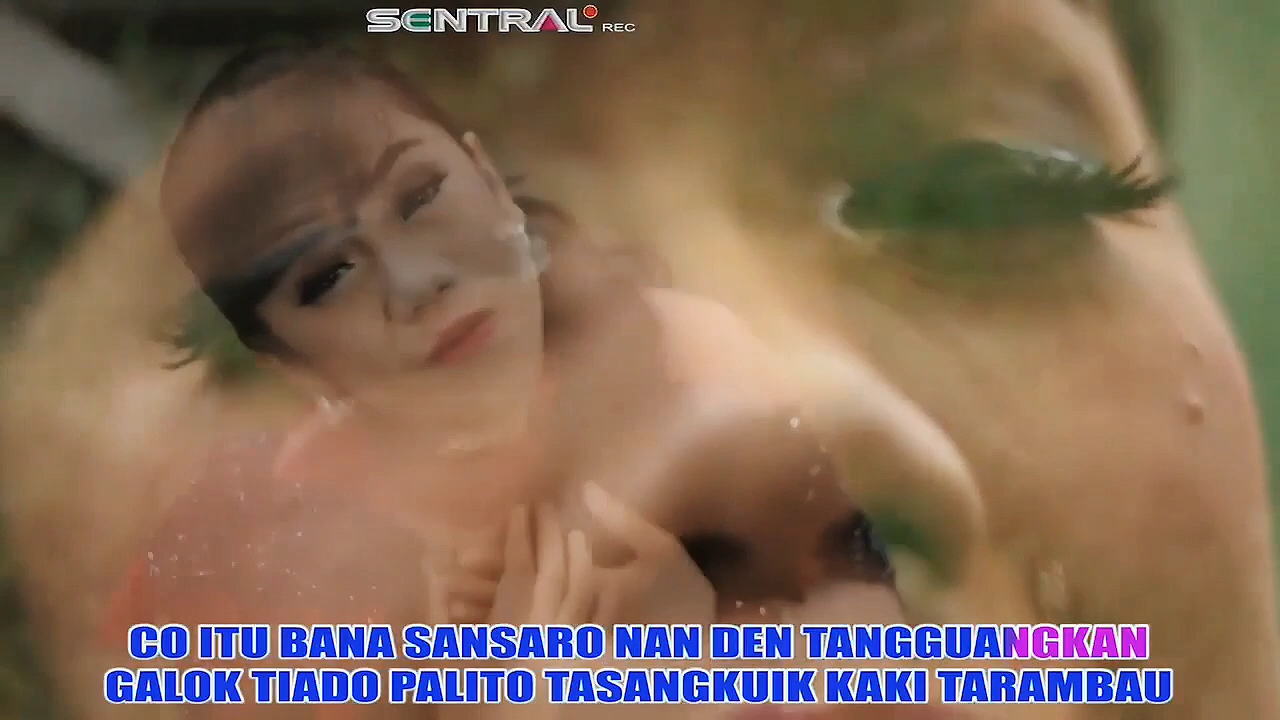 SENTRAL REC
CO ITU BANA SANSARO NAN DEN TANGGUANGKAN
GALOK TIADO PALITO TASANGKUIK KAKI TARAMBAU